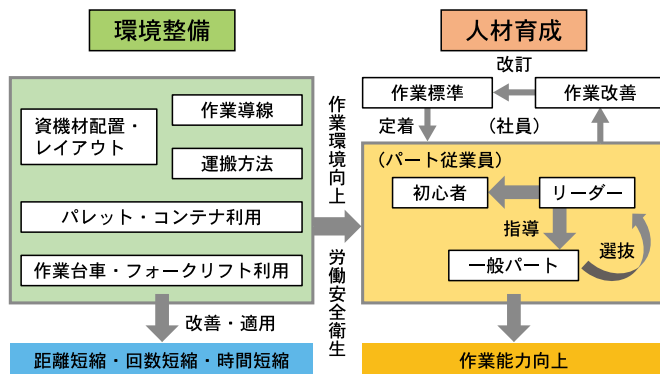 環境整備
資機材配置・
レイアウト
作業導線
運搬方法
パレット・コンテナ利用
作業台車・フォークリフト利用
改善・適用
距離短縮・回数短縮・時間短縮
作業環境向上
労働安全衛生
人材育成
改訂
作業標準
作業改善
定着
（社員）
（パート従業員）
初心者
リーダー
指導
選抜
一般パート
作業能力向上